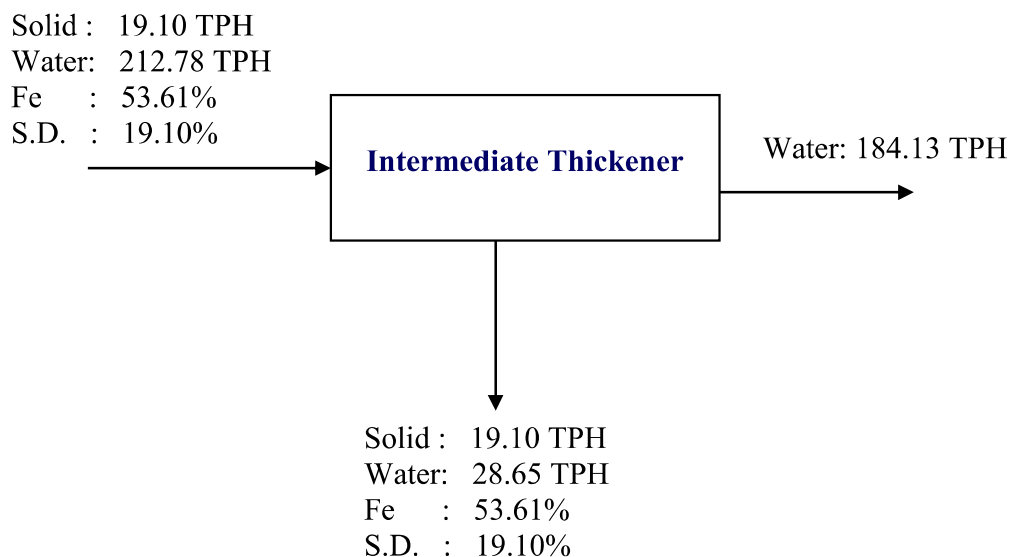 Solid : 19.10 TPH
Water: 212.78 TPH
Fe : 53.61%
S.D. : 19.10%
Intermediate Thickener
Water: 184.13 TPH
Solid : 19.10 TPH
Water: 28.65 TPH
Fe : 53.61%
S.D. : 19.10%